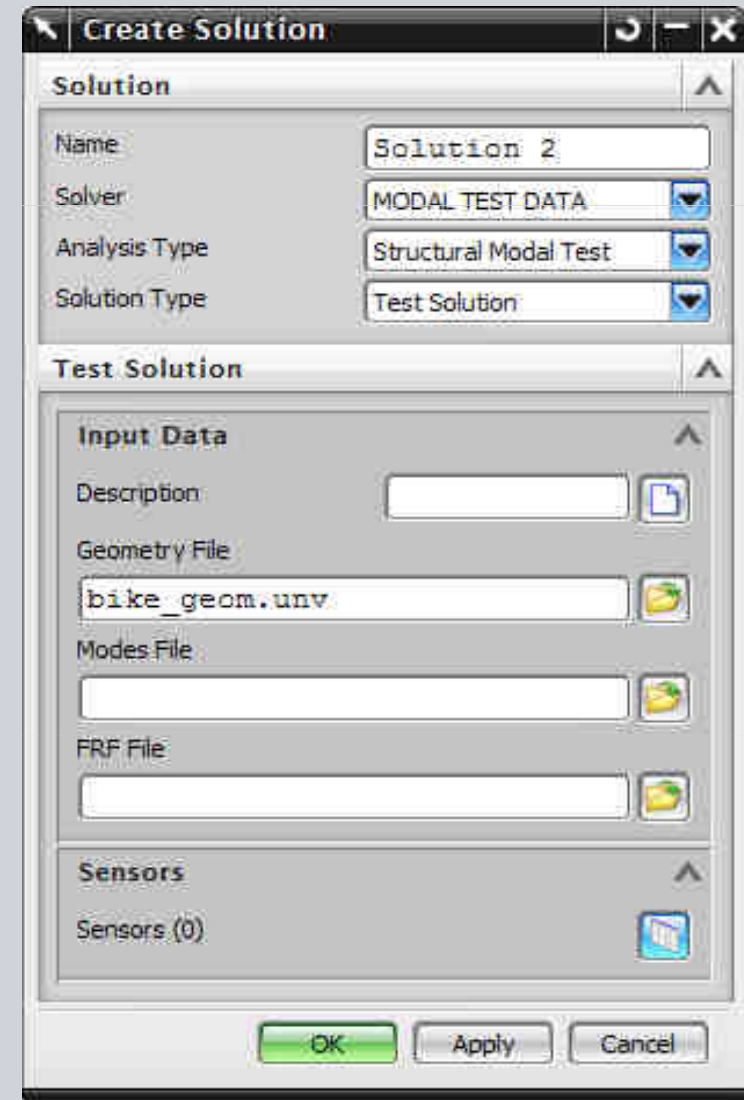 Create Solution
Solution
Name Solution 2
Solver MODAL TEST DATA
Analysis Type Structural Modal Test
Solution Type Test Solution
Test Solution
Input Data
Description
Geometry File
bike_geom.unv
Modes File
FRF File
Sensors
Sensors (0)
OK Apply Cancel